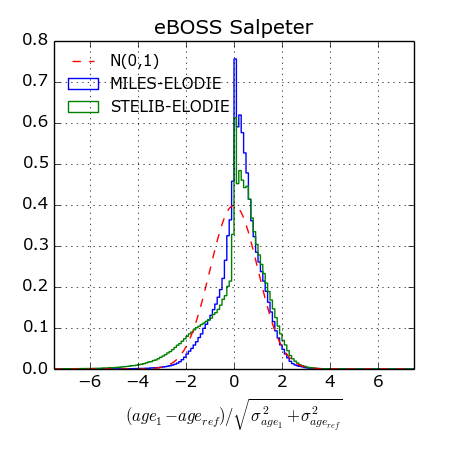 eBOSS Salpeter
0.8
0.7
0.6
0.5
0.4
0.3
0.2
0.1
0.0
N(0,1)
MILES-ELODIE
STELIB-ELODIE
−6 −4 −2 0 2 4 6
(age₁−age_ref)/√σ²_age₁+σ²_age_ref